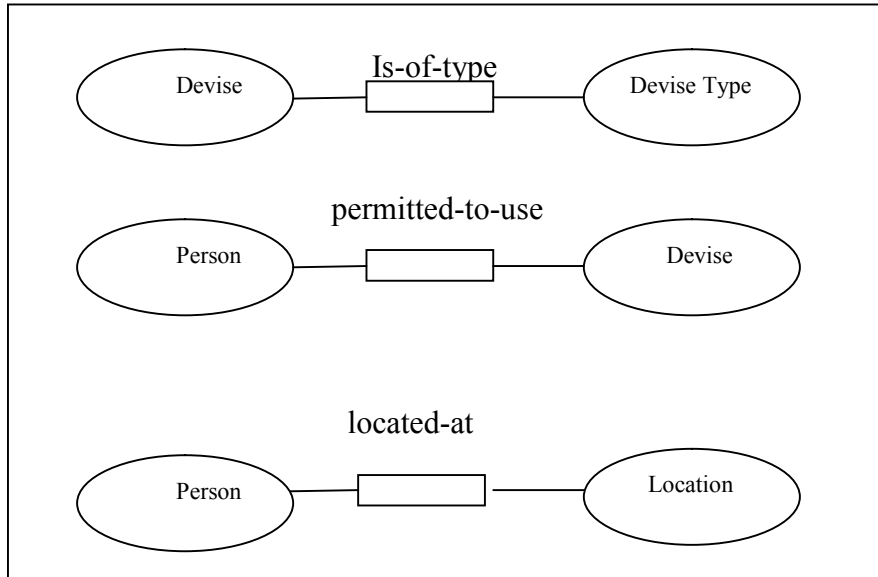 Is-of-type
Devise
Devise Type
permitted-to-use
Person
Devise
located-at
Person
Location